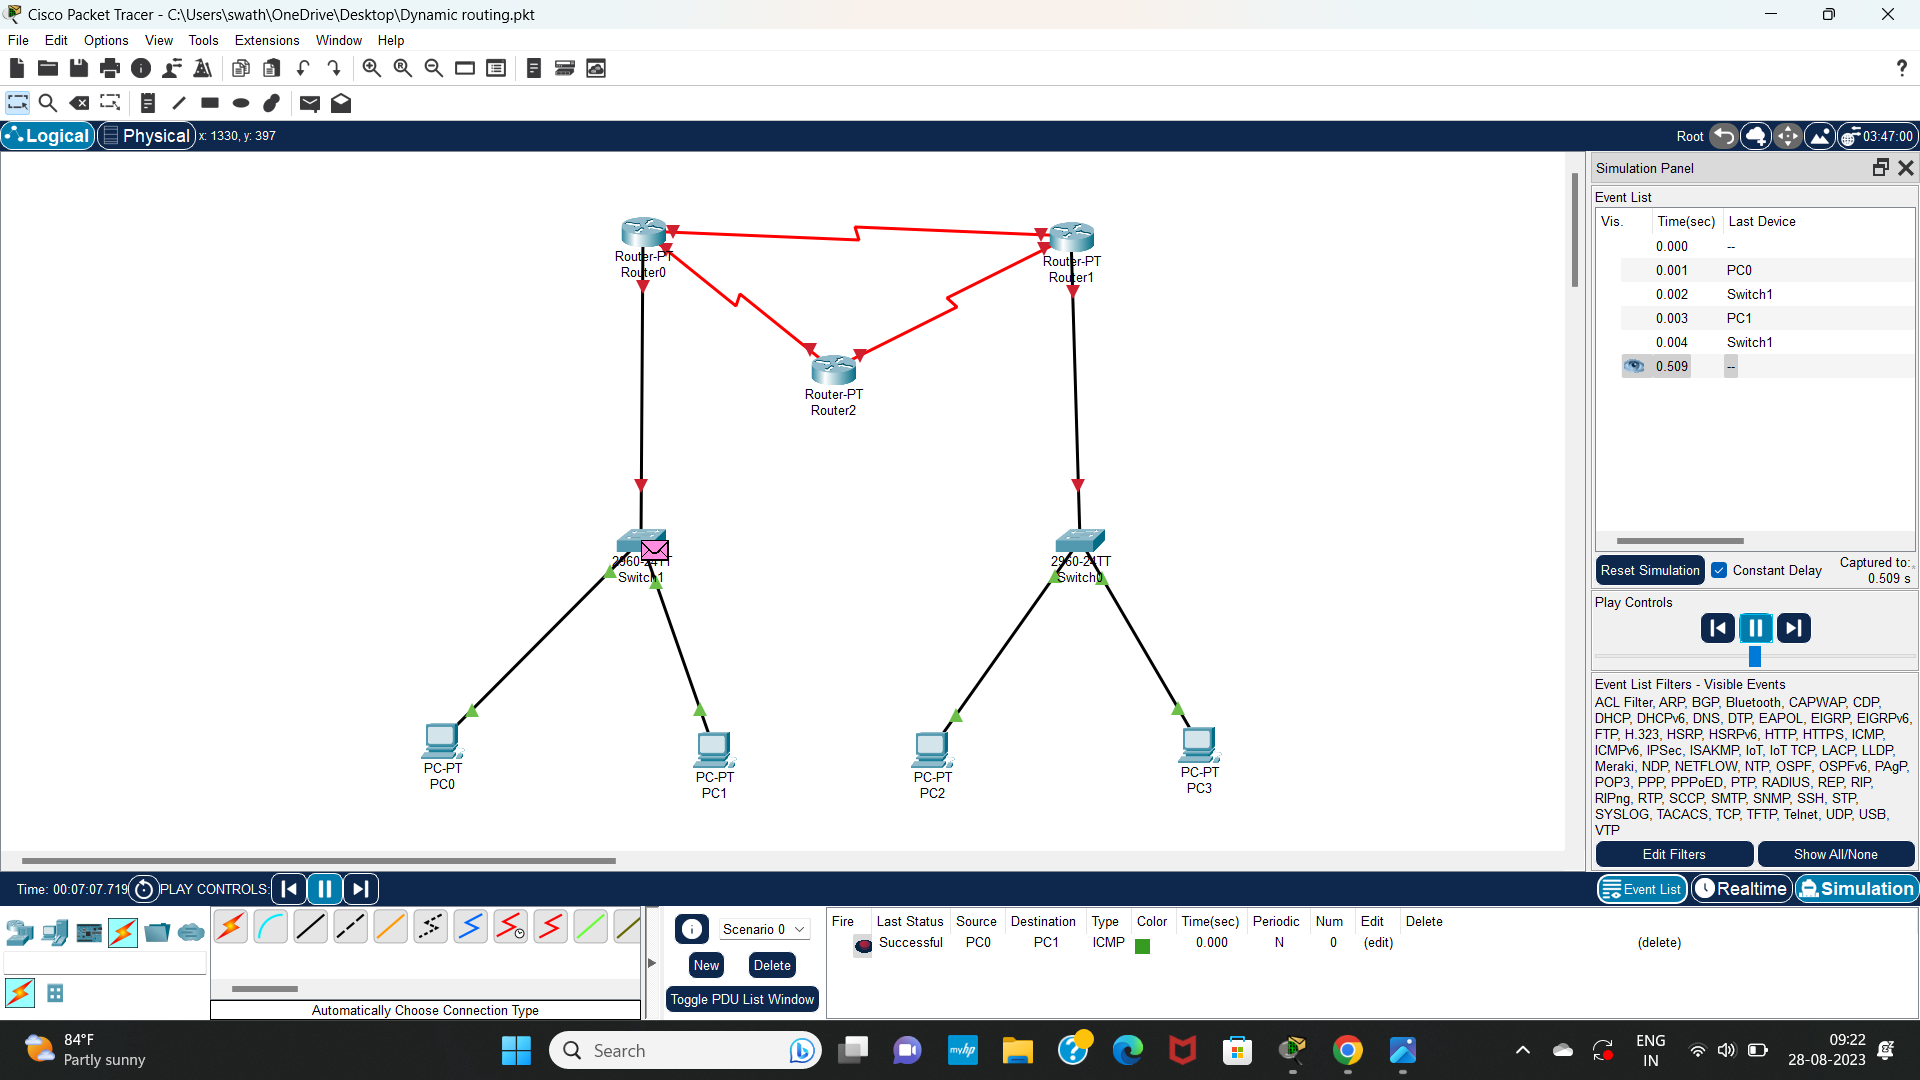 Cisco Packet Tracer - C:\Users\swath\OneDrive\Desktop\Dynamic routing.pkt
File Edit Options View Tools Extensions Window Help
?
Logical Physical x: 1330, y: 397 Root 03:47:00
Simulation Panel
Event List
Vis. Time(sec) Last Device
0.000 --
0.001 PC0
0.002 Switch1
0.003 PC1
0.004 Switch1
0.509 --
Reset Simulation Constant Delay Captured to:
0.509 s
Play Controls
Event List Filters - Visible Events
ACL Filter, ARP, BGP, Bluetooth, CAPWAP, CDP,
DHCP, DHCPv6, DNS, DTP, EAPOL, EIGRP, EIGRPv6,
FTP, H.323, HSRP, HSRPv6, HTTP, HTTPS, ICMP,
ICMPv6, IPSec, ISAKMP, IoT, IoT TCP, LACP, LLDP,
Meraki, NDP, NETFLOW, NTP, OSPF, OSPFv6, PAgP,
POP3, PPP, PPPoED, PTP, RADIUS, REP, RIP,
RIPng, RTP, SCCP, SMTP, SNMP, SSH, STP,
SYSLOG, TACACS, TCP, TFTP, Telnet, UDP, USB,
VTP
Edit Filters Show All/None
Router-PT
Router0
Router-PT
Router1
Router-PT
Router2
2960-24TT
Switch1
2960-24TT
Switch0
PC-PT
PC0
PC-PT
PC1
PC-PT
PC2
PC-PT
PC3
Time: 00:07:07.719 PLAY CONTROLS: Event List Realtime Simulation
Automatically Choose Connection Type
Scenario 0
New Delete
Toggle PDU List Window
Fire Last Status Source Destination Type Color Time(sec) Periodic Num Edit Delete
Successful PC0 PC1 ICMP 0.000 N 0 (edit) (delete)
84°F
Partly sunny
Search
myhp
ENG
IN
09:22
28-08-2023